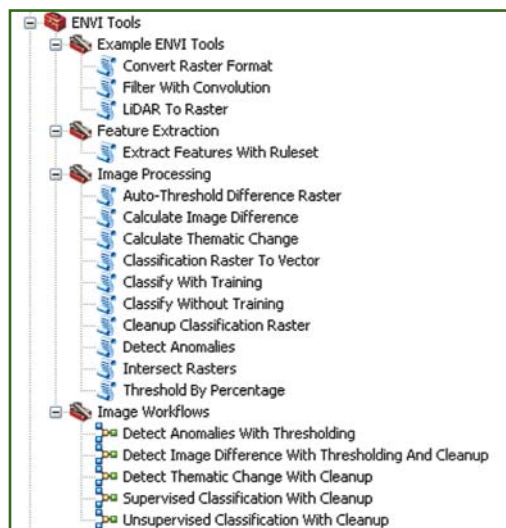 ENVI Tools
Example ENVI Tools
Convert Raster Format
Filter With Convolution
LiDAR To Raster
Feature Extraction
Extract Features With Ruleset
Image Processing
Auto-Threshold Difference Raster
Calculate Image Difference
Calculate Thematic Change
Classification Raster To Vector
Classify With Training
Classify Without Training
Cleanup Classification Raster
Detect Anomalies
Intersect Rasters
Threshold By Percentage
Image Workflows
Detect Anomalies With Thresholding
Detect Image Difference With Thresholding And Cleanup
Detect Thematic Change With Cleanup
Supervised Classification With Cleanup
Unsupervised Classification With Cleanup